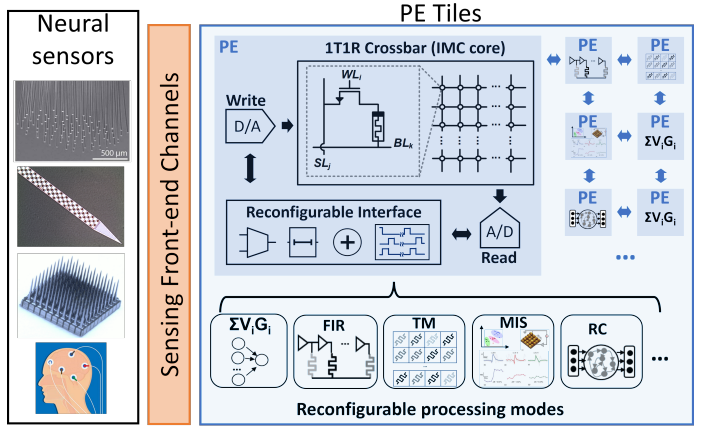 Neural
sensors
500 μm
Sensing Front-end Channels
PE Tiles
PE
1T1R Crossbar (IMC core)
Write
D/A
WLi
SLj
BLk
...
...
...
...
Reconfigurable Interface
A/D
Read
PE
PE
PE
PE
ΣViGi
PE
PE
ΣViGi
...
ΣViGi
...
FIR
...
TM
...
MIS
RC
...
Reconfigurable processing modes